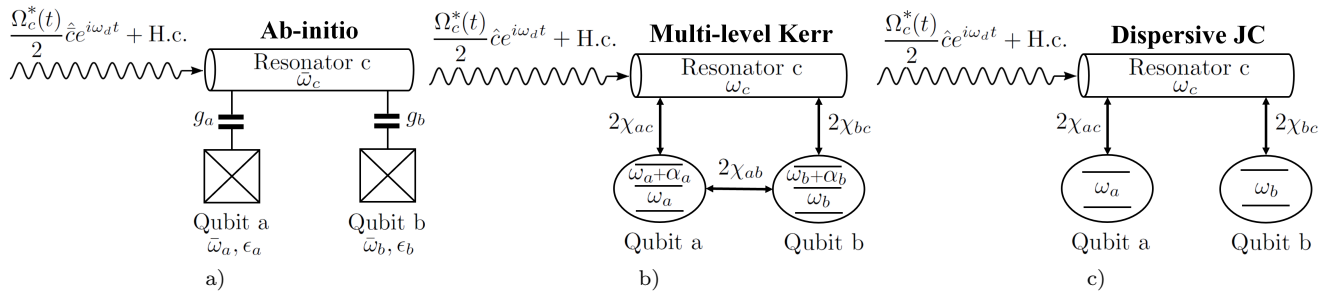 Ab-initio
Ω_c^*(t)/2 ĉ̄e^{iω_d t} + H.c.
Resonator c
ω̄_c
g_a
g_b
Qubit a
ω̄_a, ϵ_a
Qubit b
ω̄_b, ϵ_b
a)
Multi-level Kerr
Ω_c^*(t)/2 ĉe^{iω_d t} + H.c.
Resonator c
ω_c
2χ_ac
2χ_bc
ω_a+α_a
ω_a
2χ_ab
ω_b+α_b
ω_b
Qubit a
Qubit b
b)
Dispersive JC
Ω_c^*(t)/2 ĉe^{iω_d t} + H.c.
Resonator c
ω_c
2χ_ac
2χ_bc
ω_a
ω_b
Qubit a
Qubit b
c)